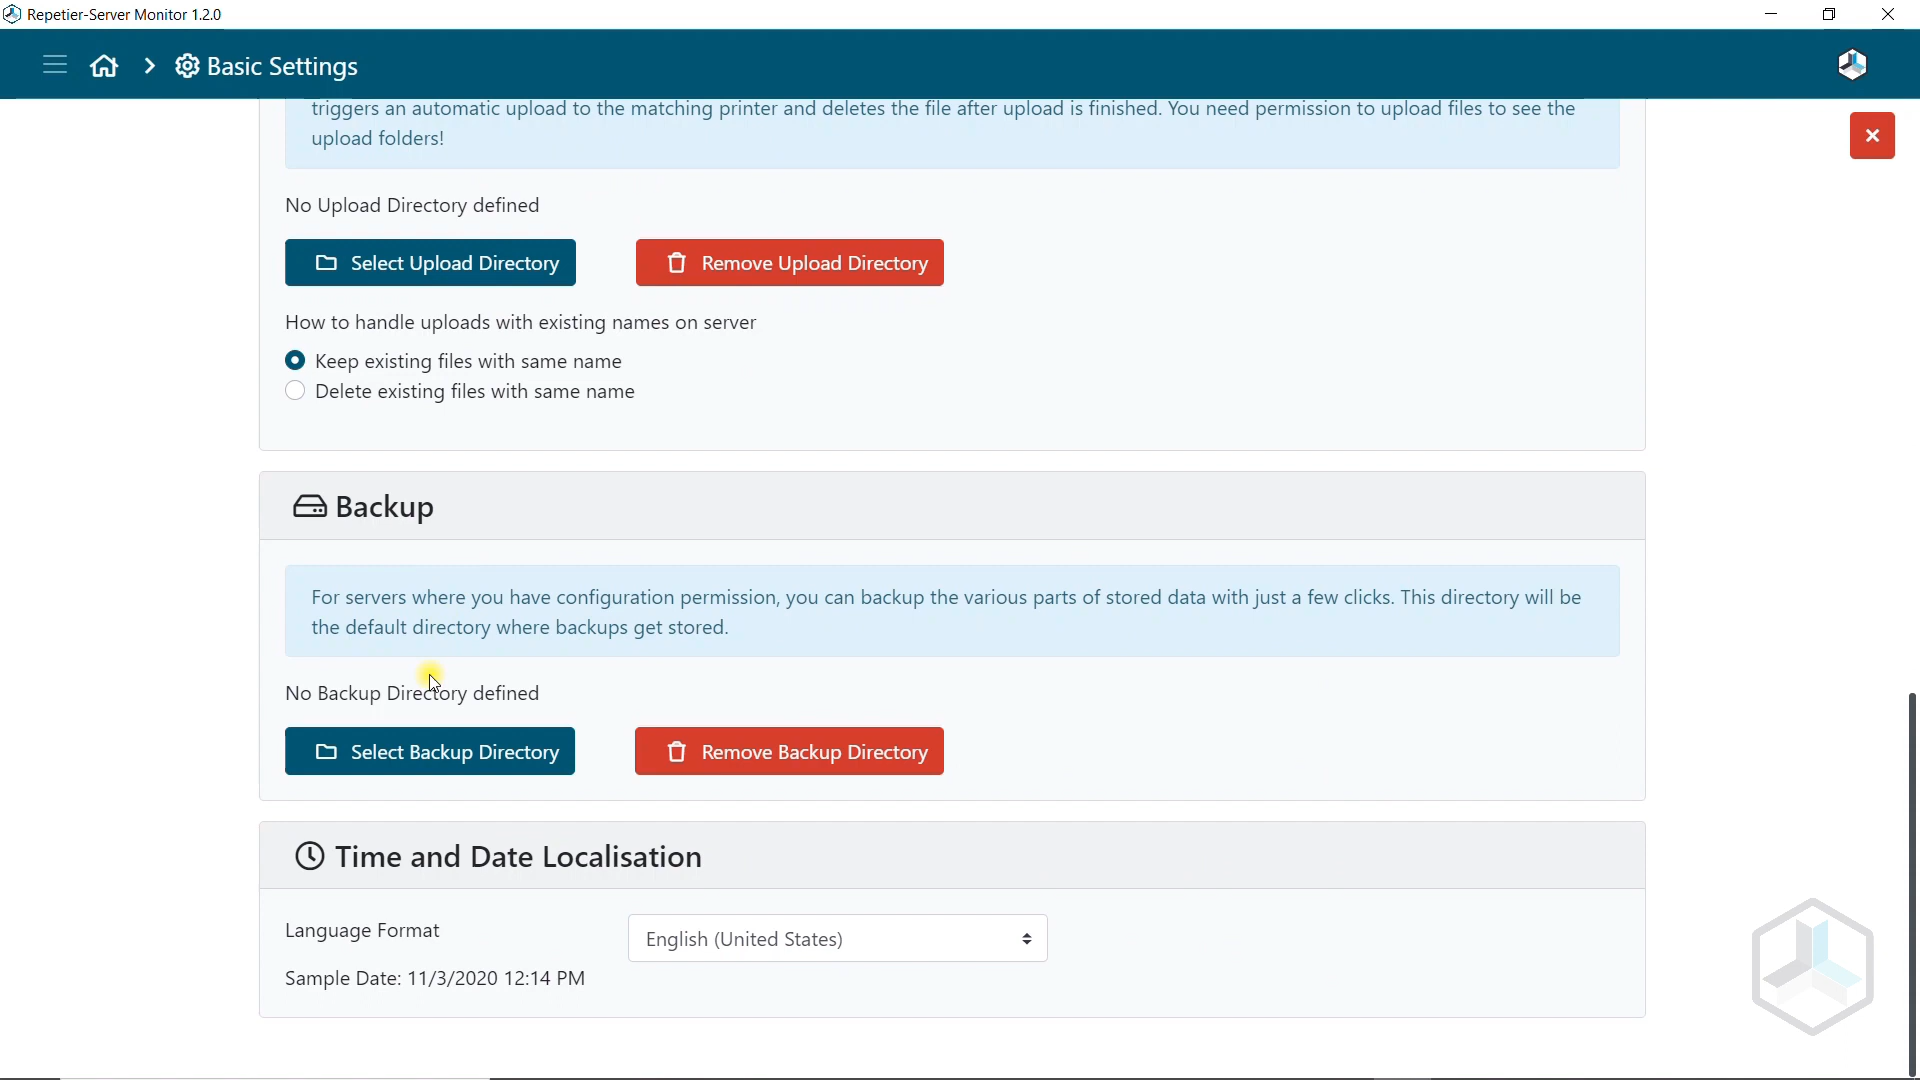 Repetier-Server Monitor 1.2.0
Basic Settings
triggers an automatic upload to the matching printer and deletes the file after upload is finished. You need permission to upload files to see the
upload folders!
No Upload Directory defined
Select Upload Directory
Remove Upload Directory
How to handle uploads with existing names on server
Keep existing files with same name
Delete existing files with same name
Backup
For servers where you have configuration permission, you can backup the various parts of stored data with just a few clicks. This directory will be
the default directory where backups get stored.
No Backup Directory defined
Select Backup Directory
Remove Backup Directory
Time and Date Localisation
Language Format
English (United States)
Sample Date: 11/3/2020 12:14 PM